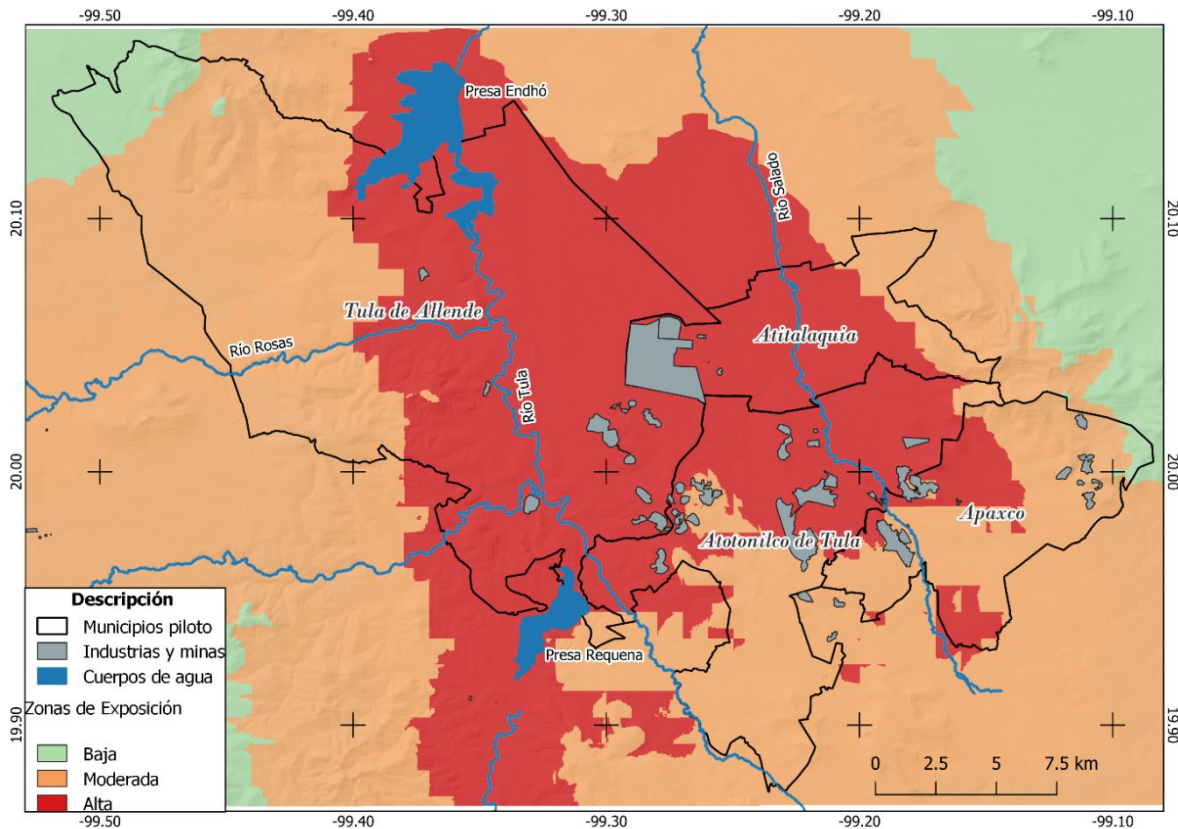 -99.50 -99.40 -99.30 -99.20 -99.10
Presa Endhó
20.10
Río Salado
20.10
Tula de Allende
Atitalaquia
Río Rosas
Río Tula
20.00
20.00
Apaxco
Atotonilco de Tula
Descripción
Municipios piloto
Industrias y minas
Cuerpos de agua
Presa Requena
Zonas de Exposición
19.90
19.90
Baja
Moderada
Alta
0 2.5 5 7.5 km
-99.50 -99.40 -99.30 -99.20 -99.10